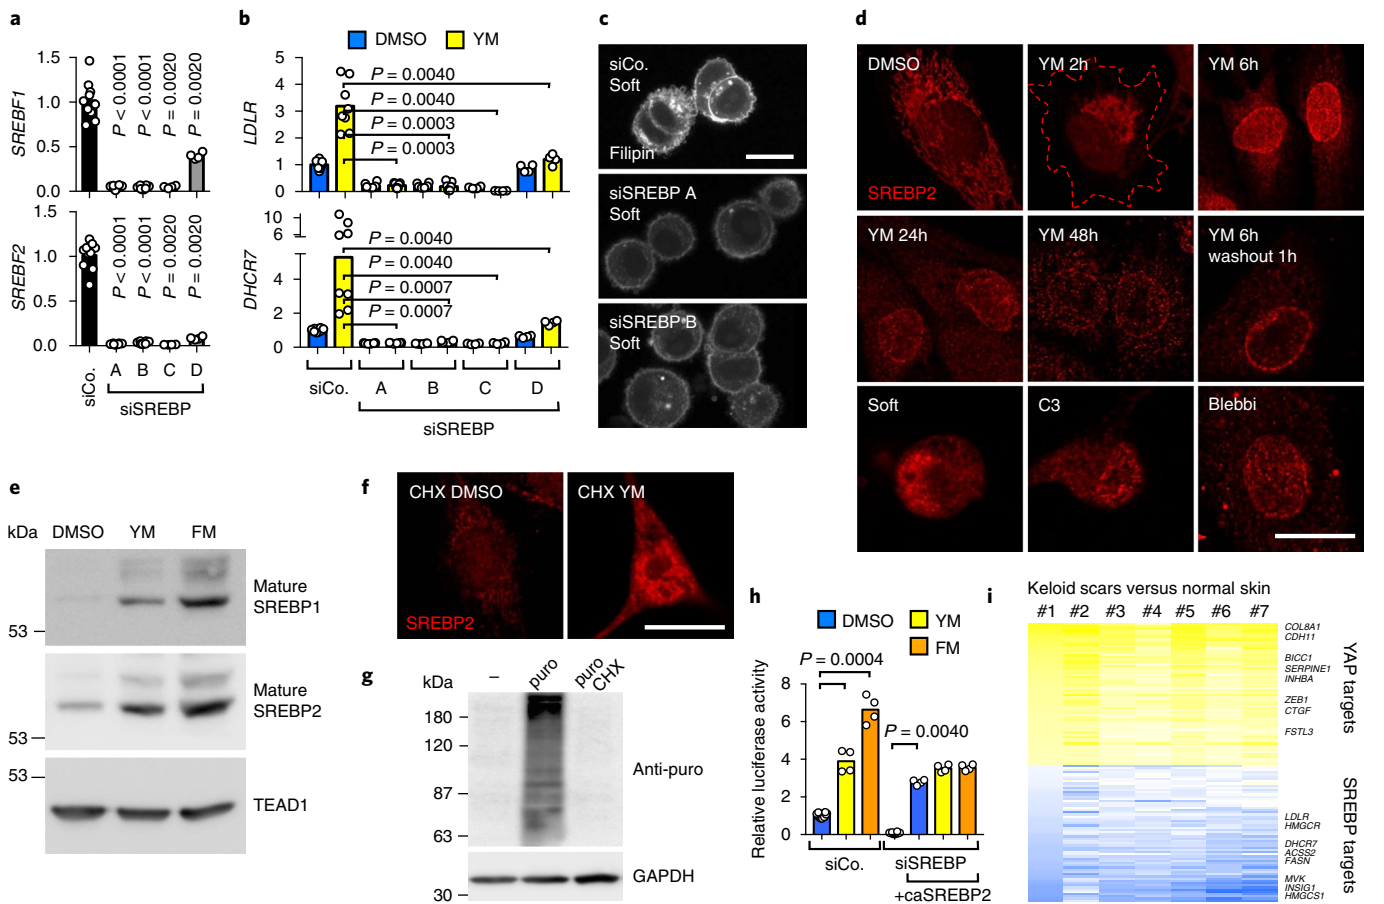 a
SREBF1
1.5
1.0
0.5
0.0
P < 0.0001
P < 0.0001
P = 0.0020
P = 0.0020
SREBF2
1.5
1.0
0.5
0.0
P < 0.0001
P < 0.0001
P = 0.0020
P = 0.0020
siCo.
A B C D
siSREBP
b
DMSO YM
LDLR
5
4
3
2
1
0
P = 0.0040
P = 0.0040
P = 0.0003
P = 0.0003
DHCR7
10
6
4
2
0
P = 0.0040
P = 0.0040
P = 0.0007
P = 0.0007
siCo. A B C D
siSREBP
c
siCo.
Soft
Filipin
siSREBP A
Soft
siSREBP B
Soft
d
DMSO
SREBP2
YM 2h
YM 6h
YM 24h
YM 48h
YM 6h
washout 1h
Soft
C3
Blebbi
e
kDa DMSO YM FM
Mature
SREBP1
53
Mature
SREBP2
53
53
TEAD1
f
CHX DMSO
SREBP2
CHX YM
g
kDa – puro puro CHX
180
120
87
63
30
Anti-puro
GAPDH
h
DMSO YM
FM
Relative luciferase activity
8
6
4
2
0
P = 0.0004
P = 0.0040
siCo. siSREBP
+caSREBP2
i
Keloid scars versus normal skin
#1 #2 #3 #4 #5 #6 #7
COL8A1
CDH11
BICC1
SERPINE1
INHBA
ZEB1
CTGF
FSTL3
YAP targets
LDLR
HMGCR
DHCR7
ACSS2
FASN
MVK
INSIG1
HMGCS1
SREBP targets